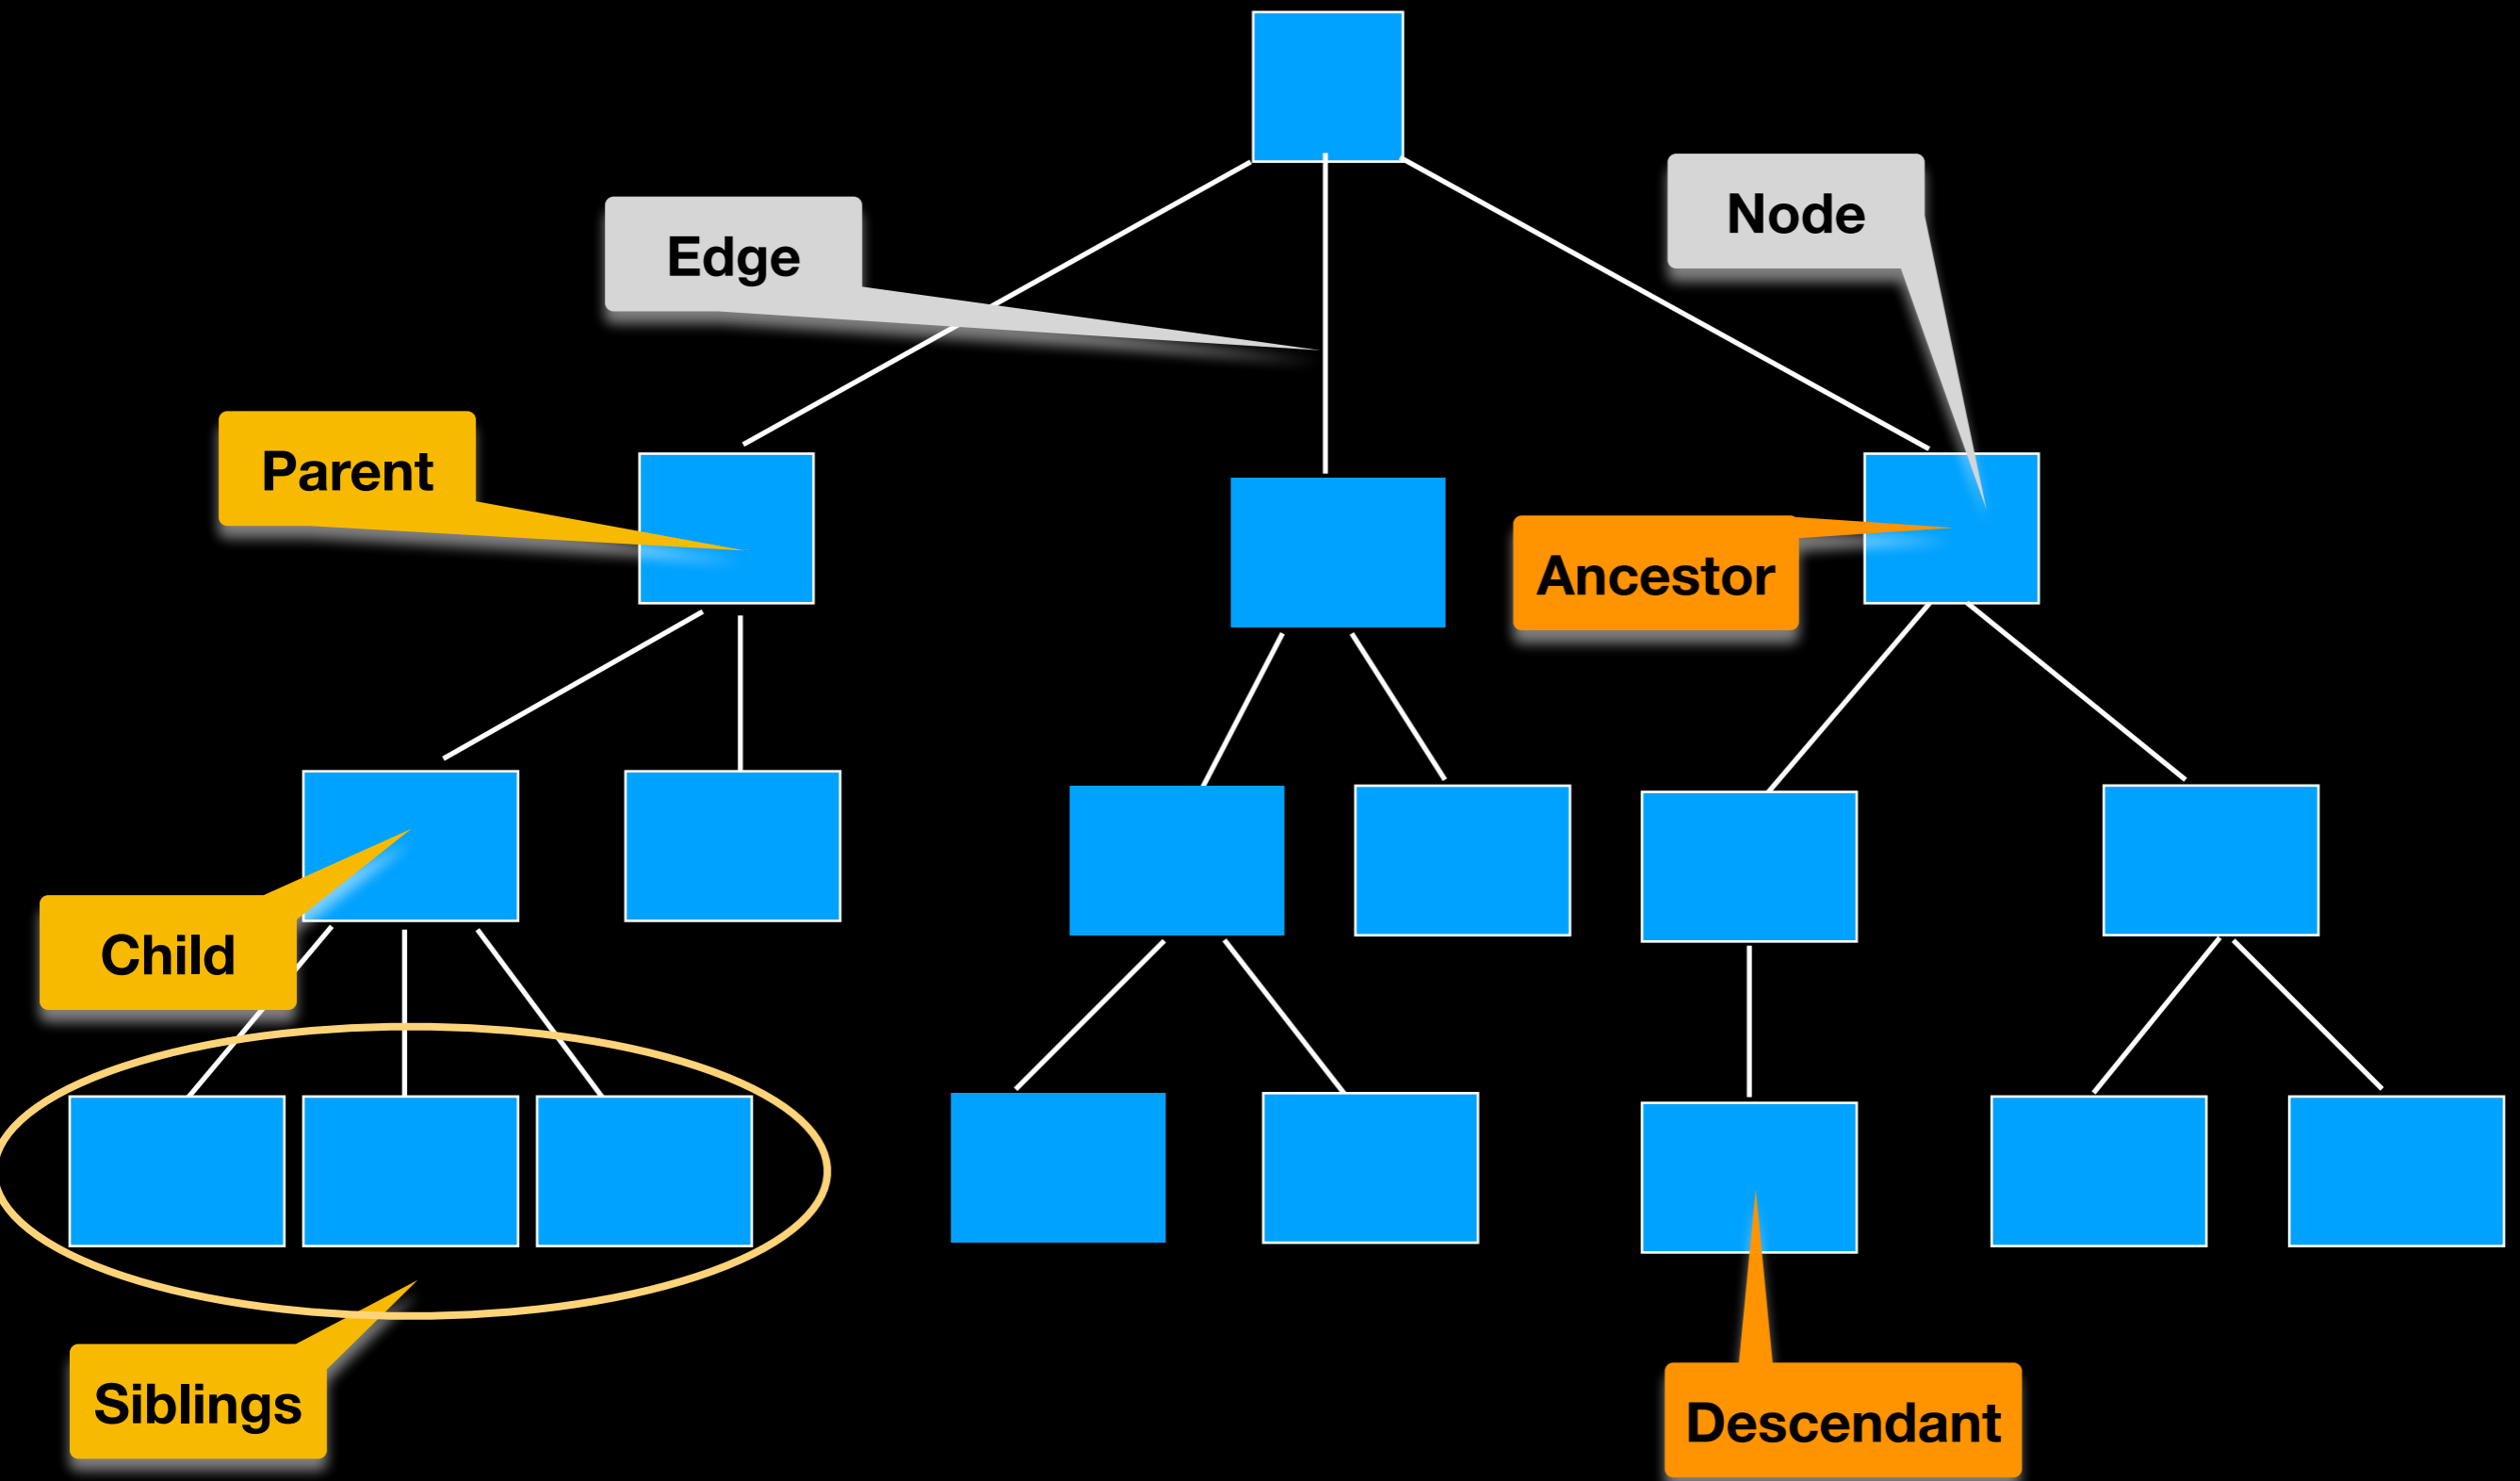 Node
Edge
Parent
Ancestor
Child
Siblings
Descendant